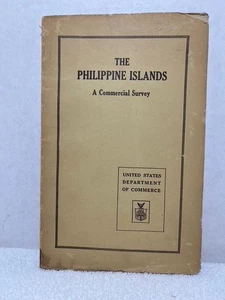 THE
PHILIPPINE ISLANDS
A Commercial Survey
UNITED STATES
DEPARTMENT
OF COMMERCE